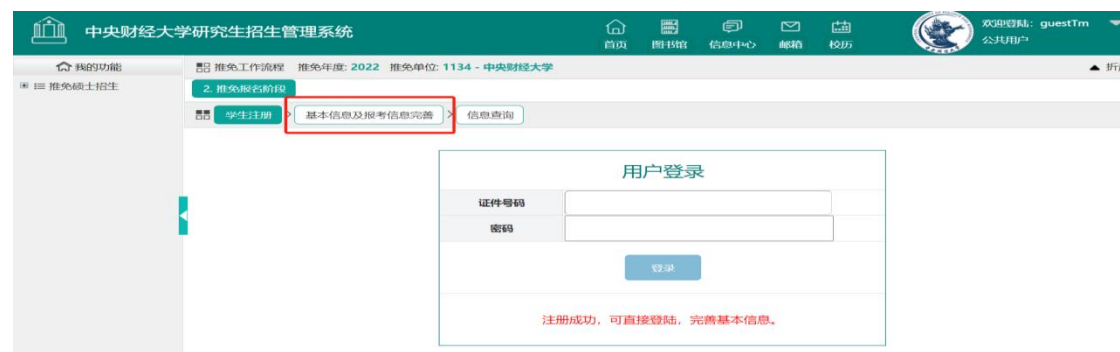 中央财经大学研究生招生管理系统
首页 图书馆 信息中心 邮箱 校历
欢迎登陆: guestTm
公共用户
我的功能
推免工作流程 推免年度: 2022 推免单位: 1134 - 中央财经大学
折
推免硕士招生
2. 推免报名阶段
学生注册 > 基本信息及报考信息完善 > 信息查询
用户登录
证件号码
密码
登录
注册成功，可直接登陆，完善基本信息。